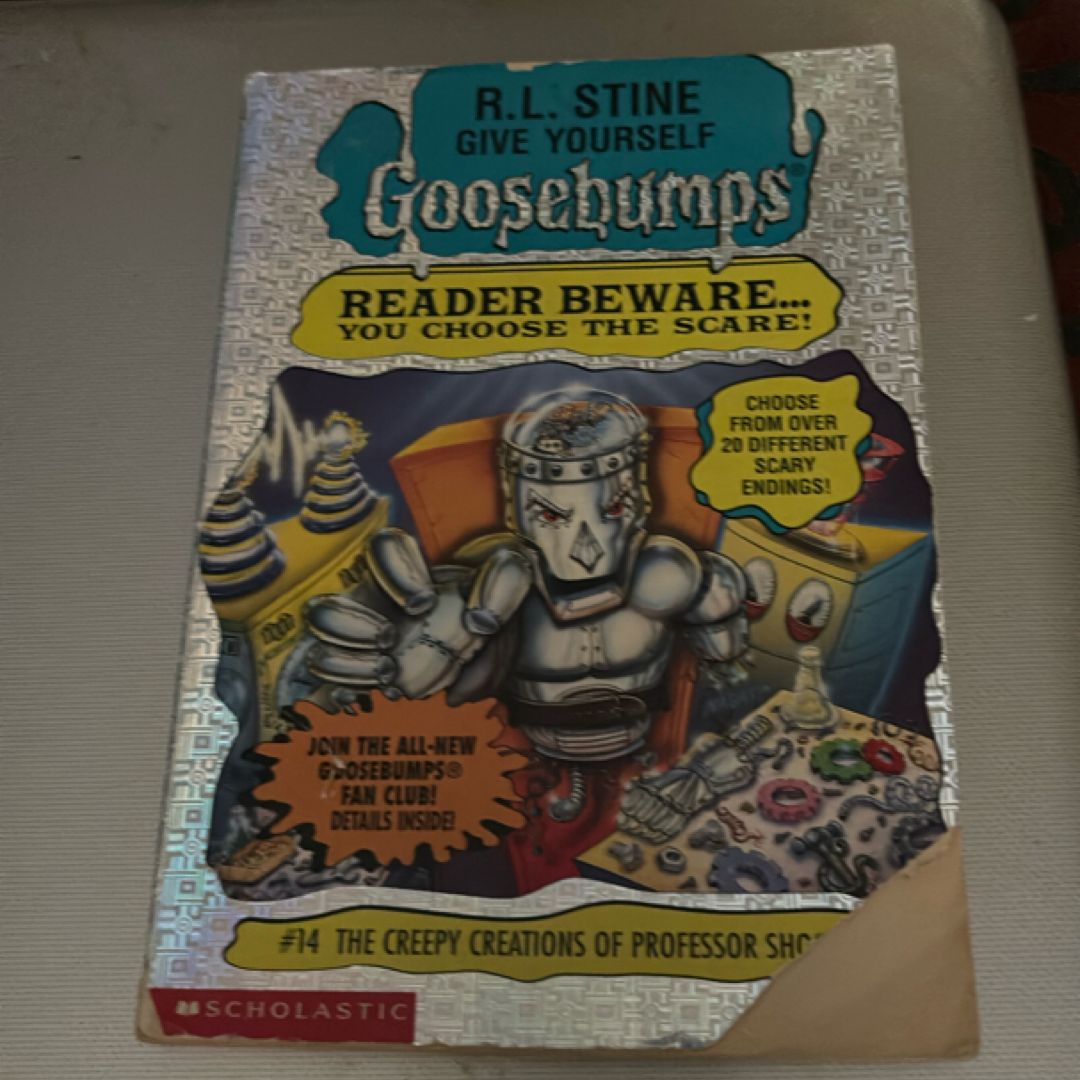 R.L. STINE
GIVE YOURSELF
Goosebumps®
READER BEWARE...
YOU CHOOSE THE SCARE!
CHOOSE
FROM OVER
20 DIFFERENT
SCARY
ENDINGS!
JOIN THE ALL-NEW
GOOSEBUMPS®
FAN CLUB!
DETAILS INSIDE!
#14 THE CREEPY CREATIONS OF PROFESSOR SHO
SCHOLASTIC